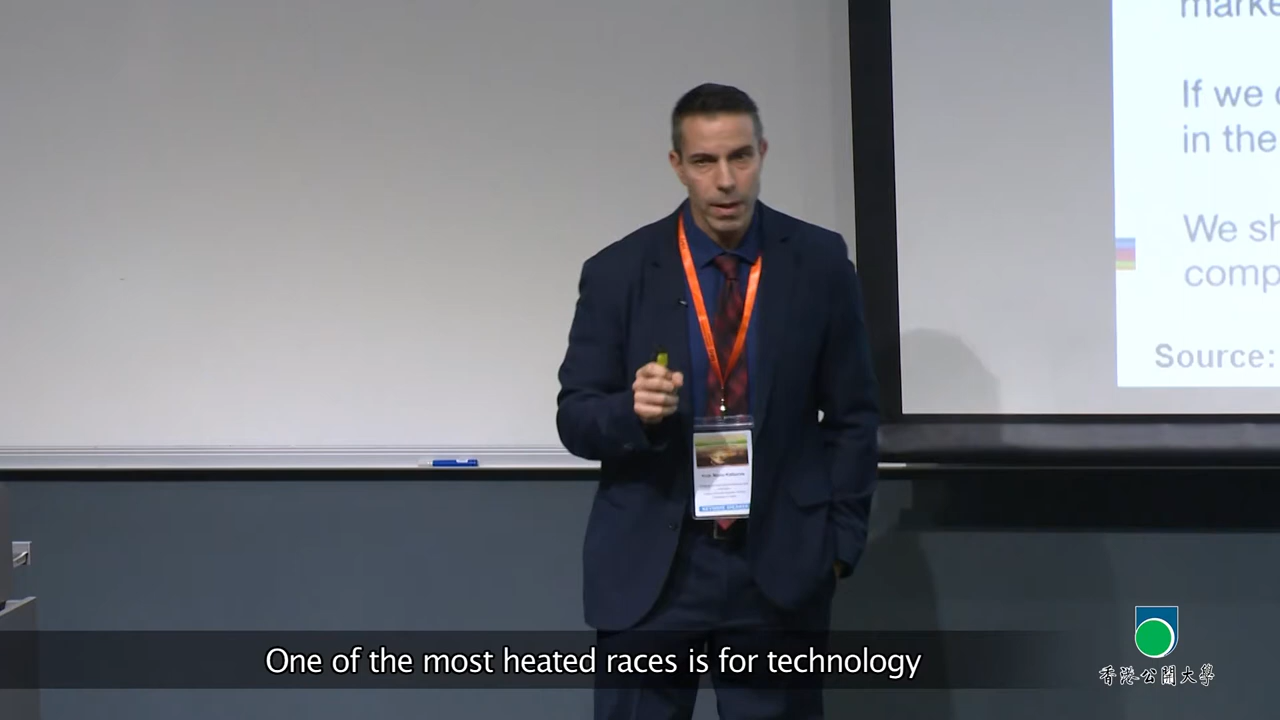 marke
If we
in the
We sh
comp
Source:
One of the most heated races is for technology
香港公開大學